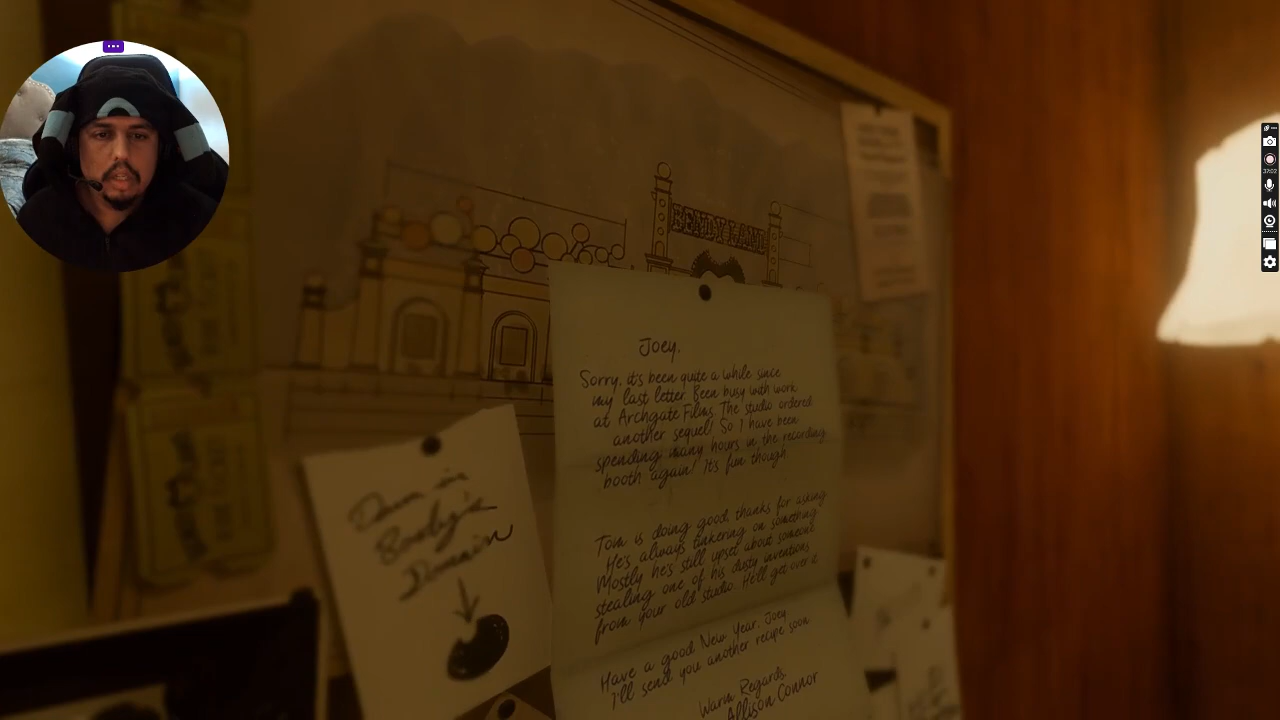 BENDY LAND
Joey,
Sorry, it's been quite a while since
my last letter. Been busy with work
at Archgate Films. The studio ordered
another sequel! So I have been
spending many hours in the recording
booth again! It's fun though
Tom is doing good, thanks for asking
He's always tinkering on something
Mostly he's still upset about someone
stealing one of his dusty inventions
from your old studio. He'll get over it
Have a good New Year, Joey
I'll send you another recipe soon
Warm Regards
Allison Connor
Down in
Bendy's
Domain
37:02